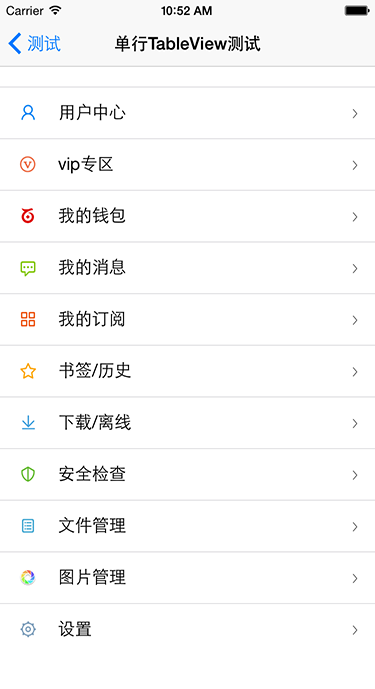 Carrier 10:52 AM
测试 单行TableView测试
用户中心
vip专区
我的钱包
我的消息
我的订阅
书签/历史
下载/离线
安全检查
文件管理
图片管理
设置